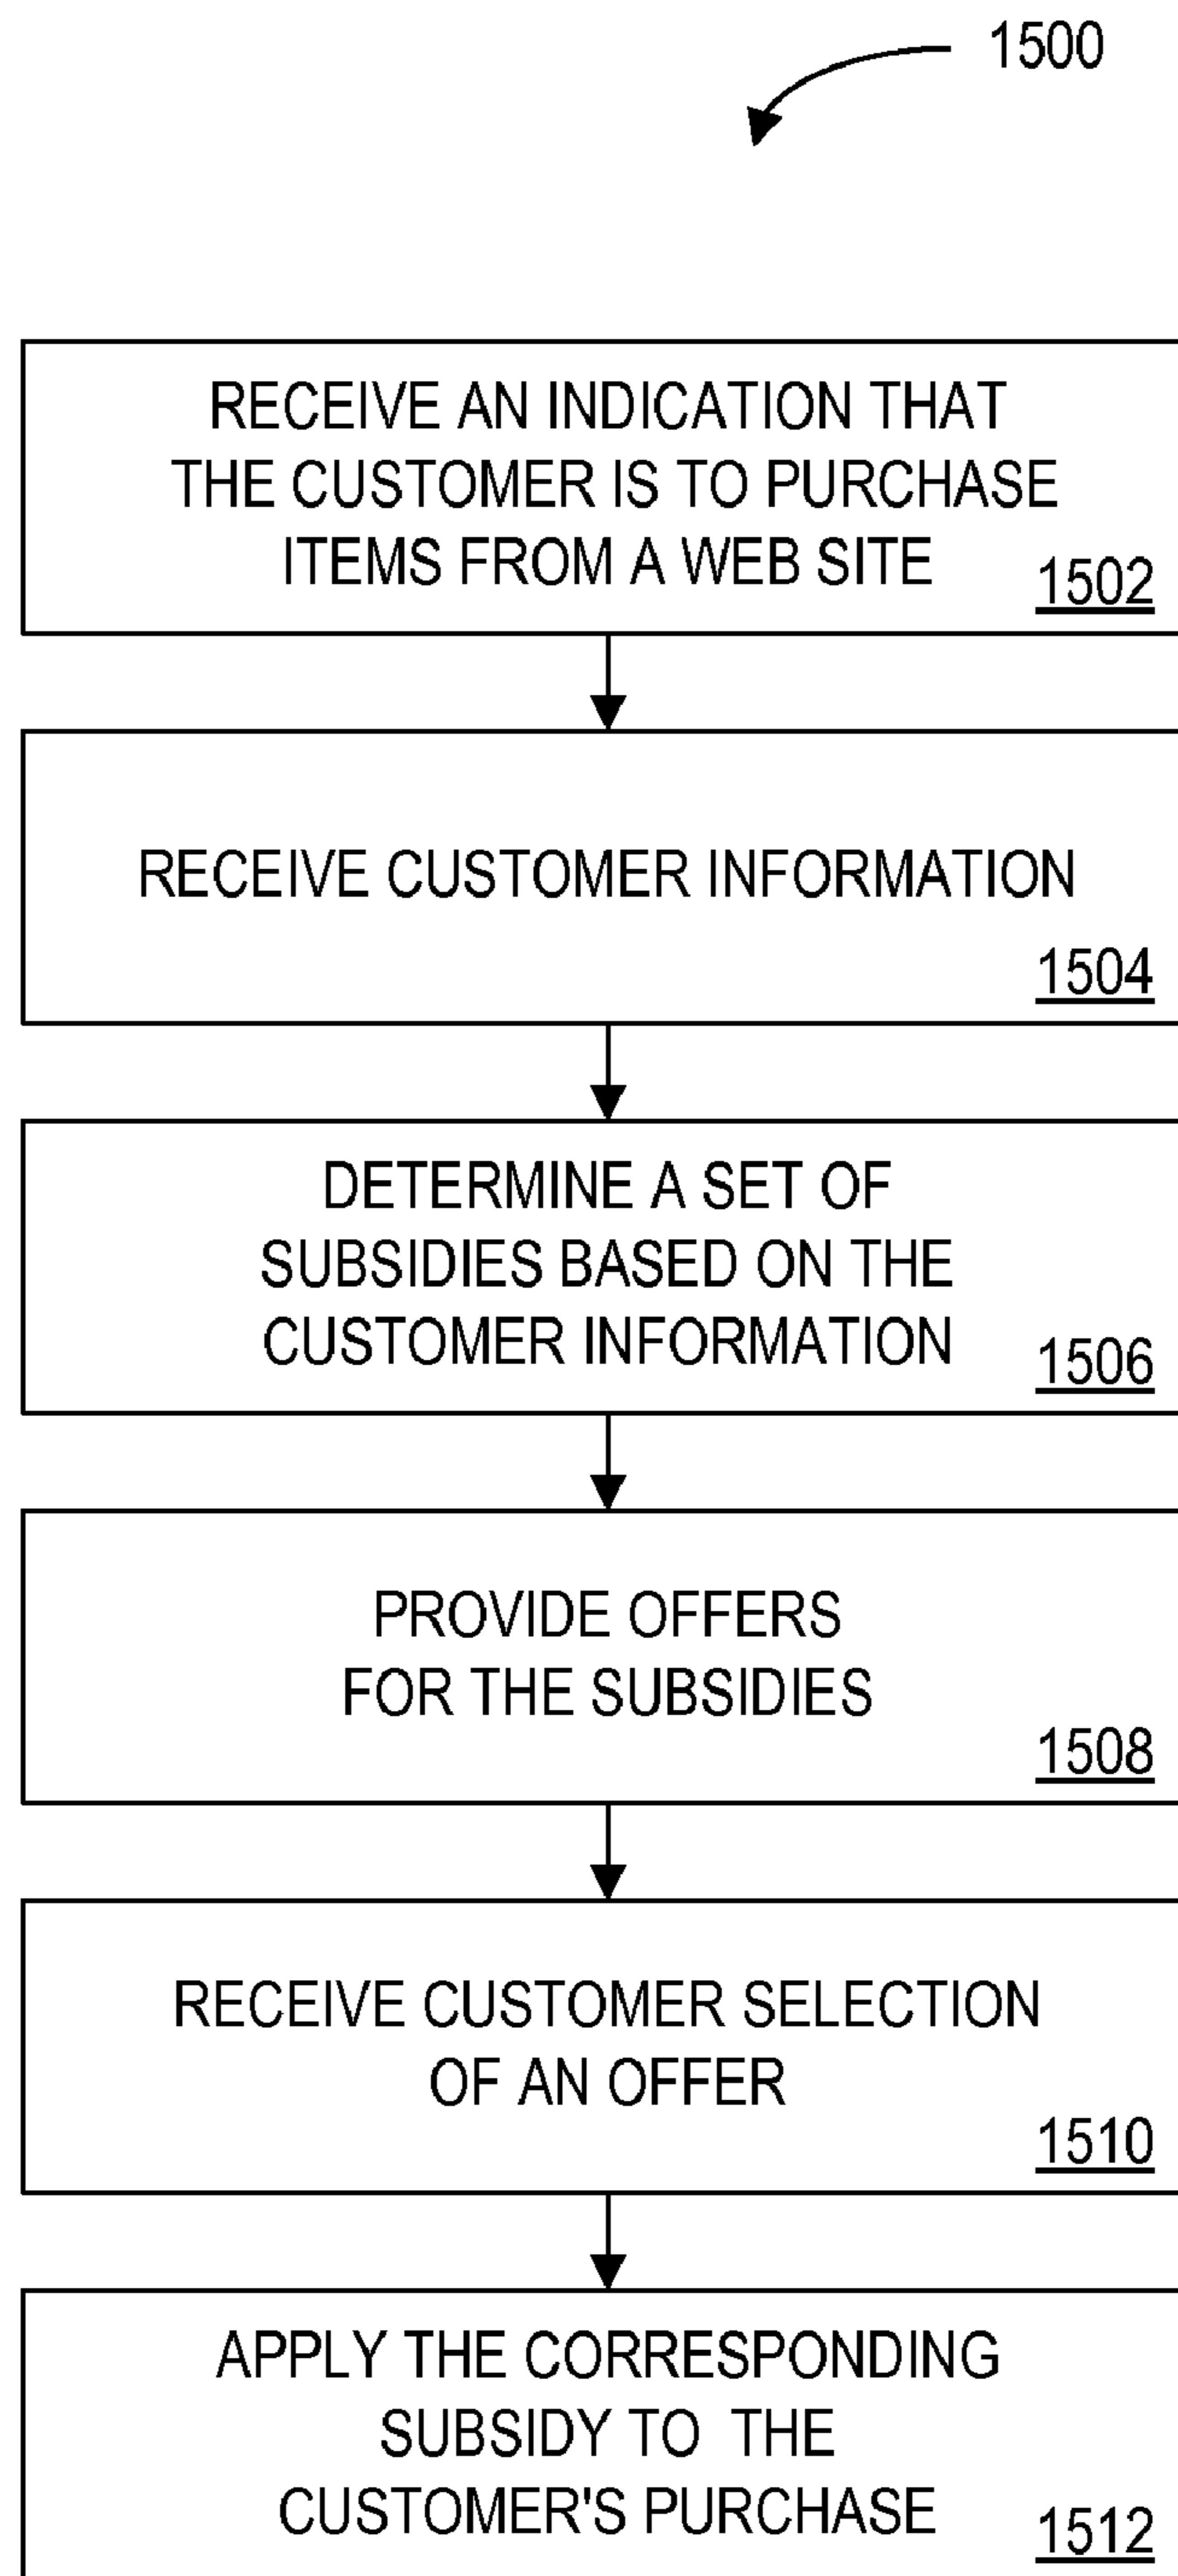 1500
RECEIVE AN INDICATION THAT
THE CUSTOMER IS TO PURCHASE
ITEMS FROM A WEB SITE
1502
RECEIVE CUSTOMER INFORMATION
1504
DETERMINE A SET OF
SUBSIDIES BASED ON THE
CUSTOMER INFORMATION
1506
PROVIDE OFFERS
FOR THE SUBSIDIES
1508
RECEIVE CUSTOMER SELECTION
OF AN OFFER
1510
APPLY THE CORRESPONDING
SUBSIDY TO THE
CUSTOMER'S PURCHASE
1512